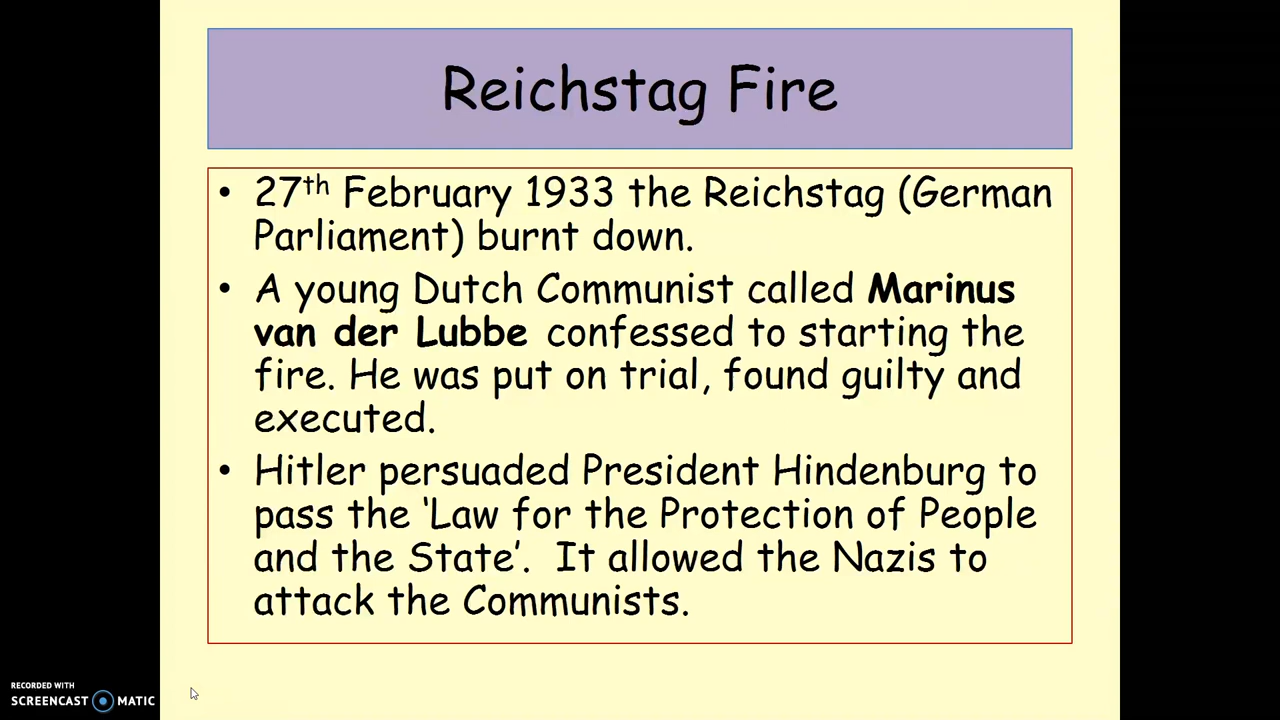 Reichstag Fire
• 27th February 1933 the Reichstag (German
Parliament) burnt down.
• A young Dutch Communist called Marinus
van der Lubbe confessed to starting the
fire. He was put on trial, found guilty and
executed.
• Hitler persuaded President Hindenburg to
pass the ‘Law for the Protection of People
and the State’. It allowed the Nazis to
attack the Communists.
RECORDED WITH
SCREENCAST MATIC